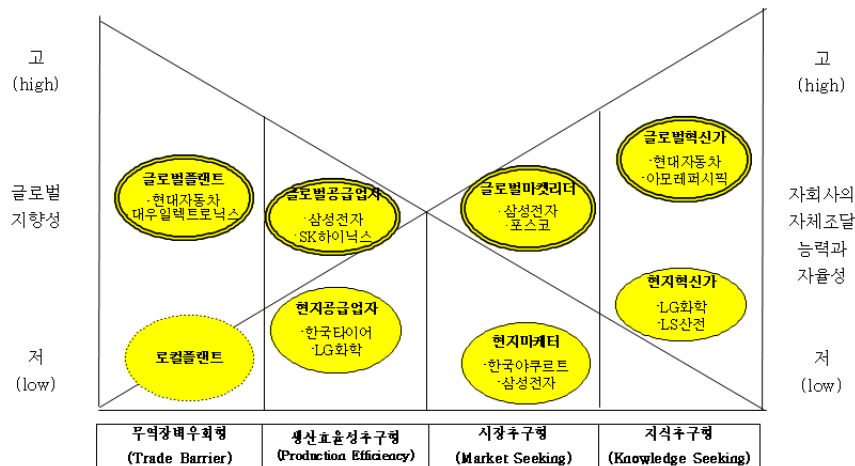 고
(high)
고
(high)
글로벌
지향성
자회사의
자체조달
능력과
자율성
저
(low)
저
(low)
글로벌플랜트
·현대자동차
대우일렉트로닉스
글로벌공급업자
·삼성전자
·SK하이닉스
글로벌마켓리더
·삼성전자
·포스코
글로벌혁신가
·현대자동차
·아모레퍼시픽
로컬플랜트
현지공급업자
·한국타이어
·LG화학
현지마케터
·한국야쿠르트
·삼성전자
현지혁신가
·LG화학
·LS산전
무역장벽우회형
(Trade Barrier)
생산효율성추구형
(Production Efficiency)
시장추구형
(Market Seeking)
지식추구형
(Knowledge Seeking)